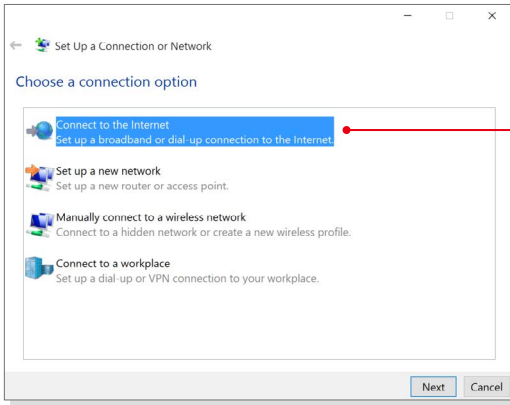 Set Up a Connection or Network
Choose a connection option
Connect to the Internet
Set up a broadband or dial-up connection to the Internet.
Set up a new network
Set up a new router or access point.
Manually connect to a wireless network
Connect to a hidden network or create a new wireless profile.
Connect to a workplace
Set up a dial-up or VPN connection to your workplace.
Next Cancel